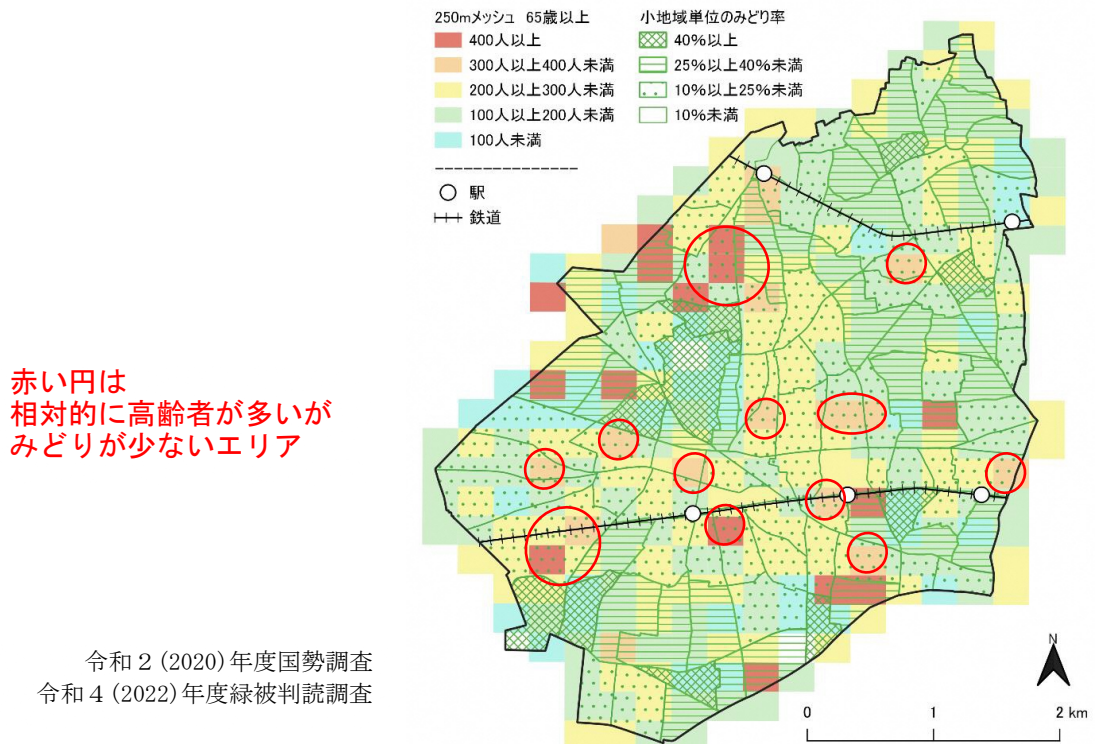 250mメッシュ 65歳以上
400人以上
300人以上400人未満
200人以上300人未満
100人以上200人未満
100人未満
小地域単位のみどり率
40%以上
25%以上40%未満
10%以上25%未満
10%未満
駅
鉄道
赤い円は
相対的に高齢者が多いが
みどりが少ないエリア
令和2(2020)年度国勢調査
令和4(2022)年度緑被判読調査
N
0 1 2 km